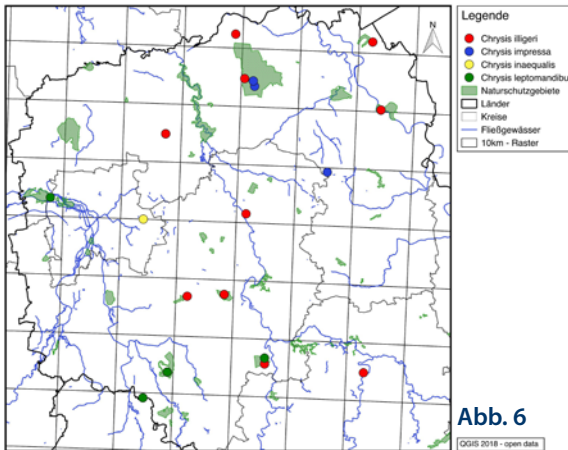 N
Legende
Chrysis illigeri
Chrysis impressa
Chrysis inaequalis
Chrysis leptomandibu
Naturschutzgebiete
Länder
Kreise
Fließgewässer
10km - Raster
Abb. 6
QGIS 2018 - open data